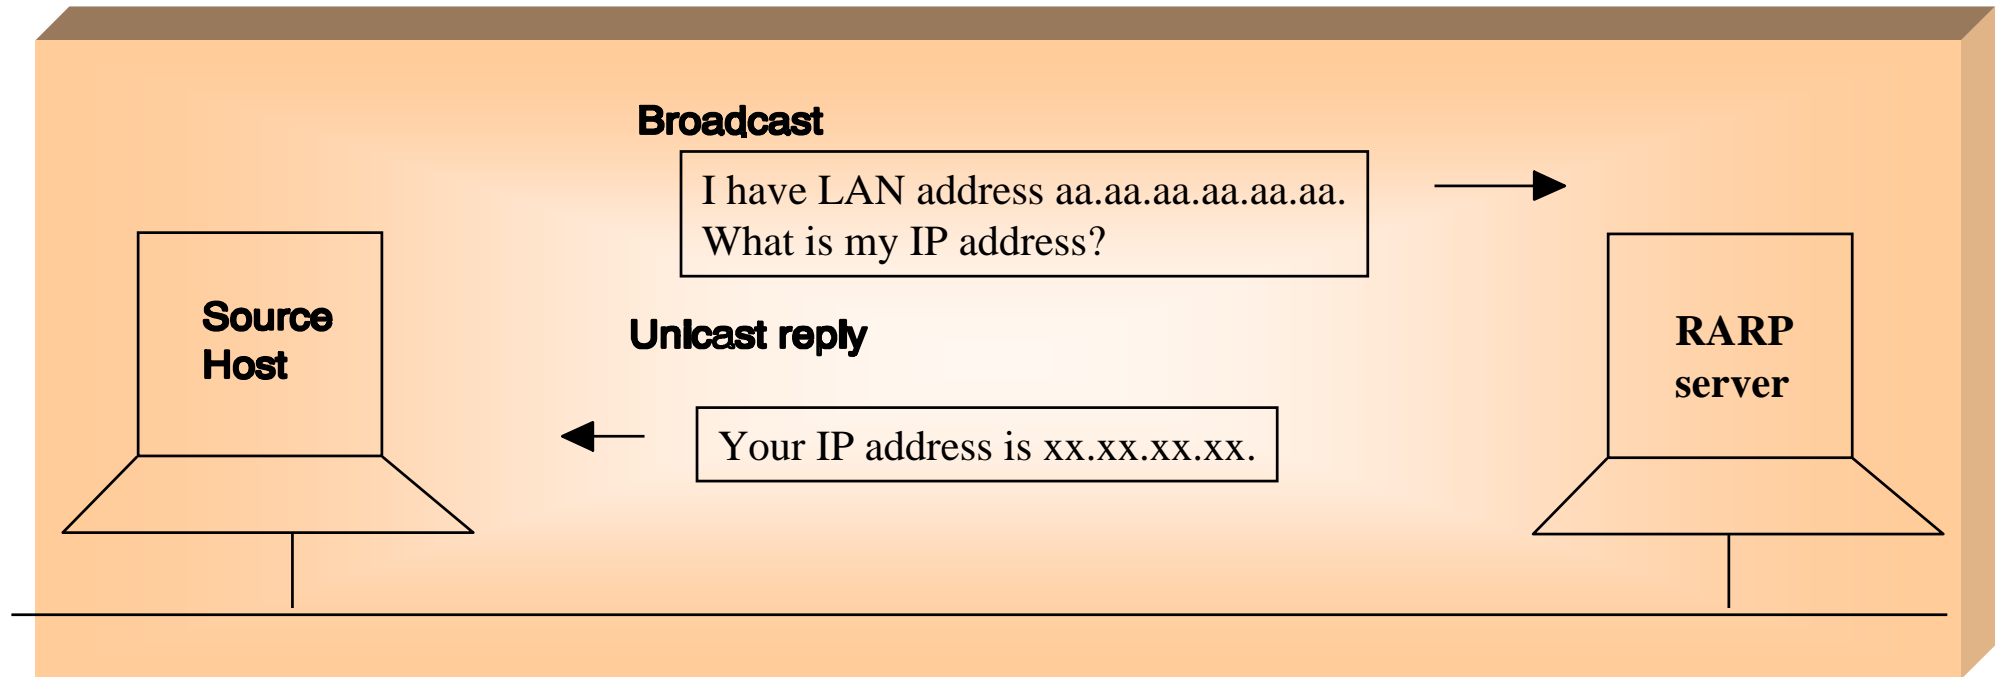 Broadcast
I have LAN address aa.aa.aa.aa.aa.aa.
What is my IP address?
Source
Host
Unicast reply
RARP
server
Your IP address is xx.xx.xx.xx.